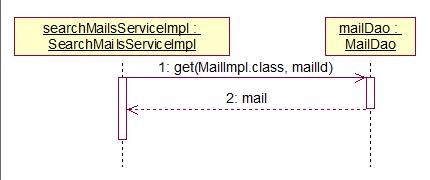 searchMailsServiceImpl :
SearchMailsServiceImpl
mailDao :
MailDao
1: get(MailImpl.class, mailId)
2: mail